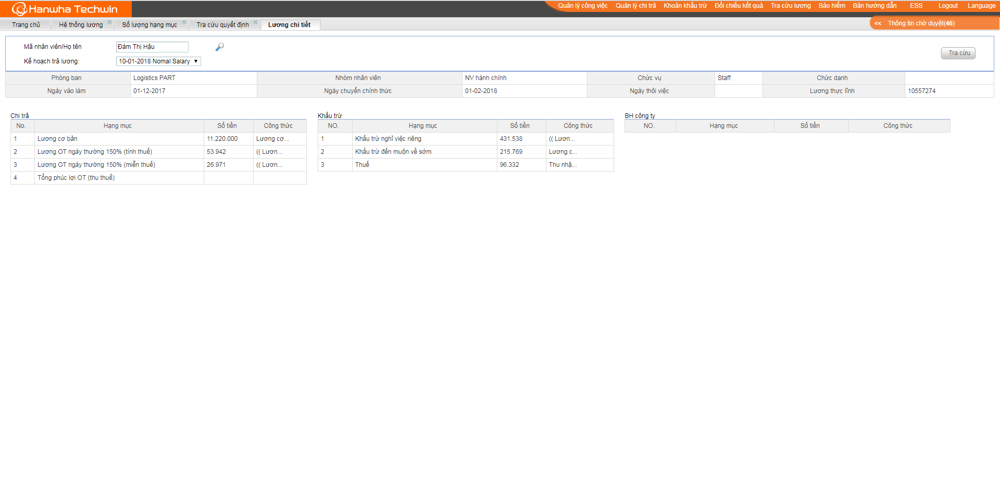 Hanwha Techwin
Quản lý công việc Quản lý chi trả Khoản khấu trừ Đối chiếu kết quả Tra cứu lương Bảo hiểm Bản hướng dẫn ESS Logout Language
Trang chủ Hệ thống lương Số lượng hạng mục Tra cứu quyết định Lương chi tiết
<< Thông tin chờ duyệt(46)
Mã nhân viên/Họ tên Đàm Thị Hậu
Tra cứu
Kế hoạch trả lương: 10-01-2018 Nomal Salary
Phòng ban Logistics PART Nhóm nhân viên NV hành chính Chức vụ Staff Chức danh
Ngày vào làm 01-12-2017 Ngày chuyển chính thức 01-02-2018 Ngày thôi việc Lương thực lĩnh 10557274
Chi trả
No. Hạng mục Số tiền Công thức
1 Lương cơ bản 11.220.000 Lương cơ...
2 Lương OT ngày thường 150% (tính thuế) 53.942 (( Lươn...
3 Lương OT ngày thường 150% (miễn thuế) 26.971 (( Lươn...
4 Tổng phúc lợi OT (thu thuế)
Khấu trừ
NO. Hạng mục Số tiền Công thức
1 Khấu trừ nghỉ việc riêng 431.538 (( Lươn...
2 Khấu trừ đến muộn về sớm 215.769 Lương c...
3 Thuế 96.332 Thu nhậ...
BH công ty
NO. Hạng mục Số tiền Công thức